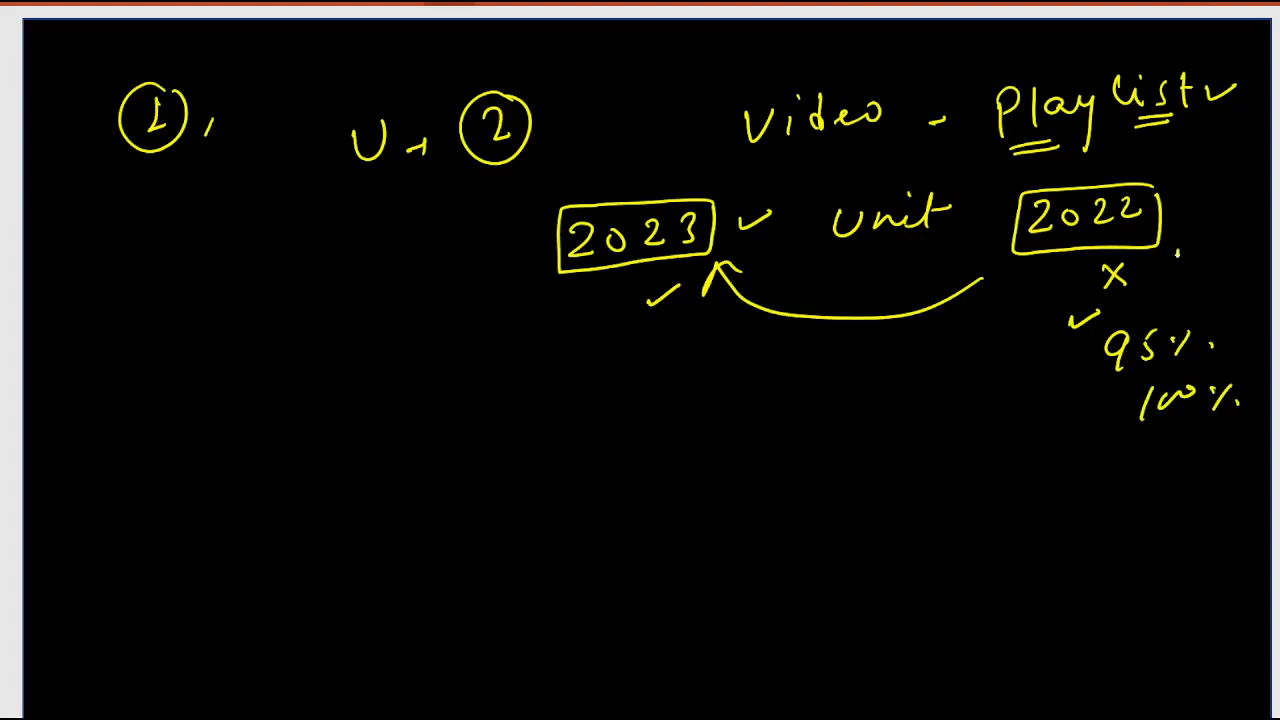 1, U 2 Video - Playlist
2023 ✓ unit 2022
x
✓ ✓ 95%
100%